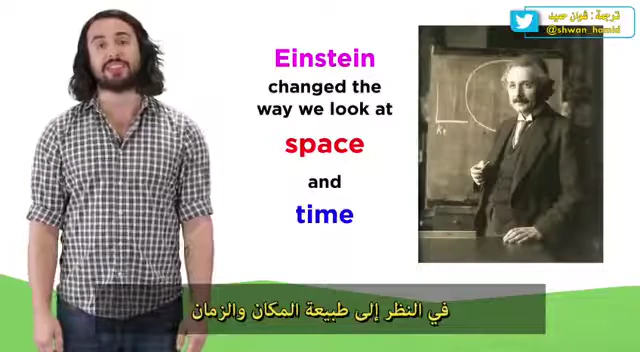 ترجمة : شوان حميد
@shwan_hamid
Einstein
changed the
way we look at
space
and
time
في النظر إلى طبيعة المكان والزمان